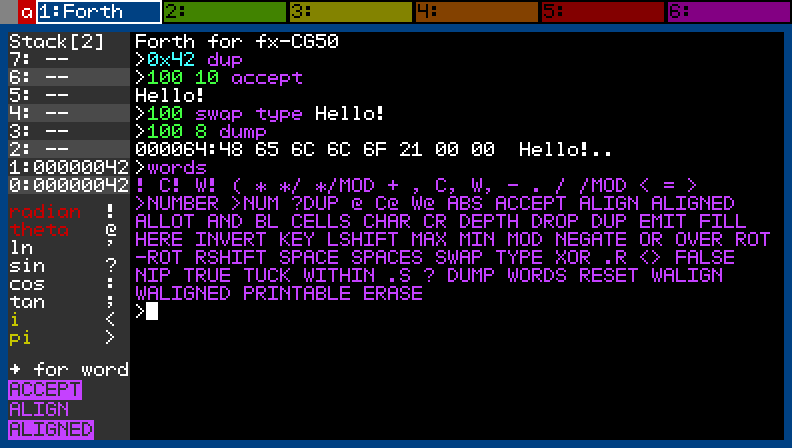 a 1:Forth 2: 3: 4: 5: 6:
Stack[2]
7: --
6: --
5: --
4: --
3: --
2: --
1:00000042
0:00000042
radian !
theta @
ln ’
sin ?
cos :
tan ;
i <
pi >
→ for word
ACCEPT
ALIGN
ALIGNED
Forth for fx-CG50
>0x42 dup
>100 10 accept
Hello!
>100 swap type Hello!
>100 8 dump
000064:48 65 6C 6C 6F 21 00 00  Hello!..
>words
! C! W! ( * */ */MOD + , C, W, - . / /MOD < = >
>NUMBER >NUM ?DUP @ C@ W@ ABS ACCEPT ALIGN ALIGNED
ALLOT AND BL CELLS CHAR CR DEPTH DROP DUP EMIT FILL
HERE INVERT KEY LSHIFT MAX MIN MOD NEGATE OR OVER ROT
-ROT RSHIFT SPACE SPACES SWAP TYPE XOR .R <> FALSE
NIP TRUE TUCK WITHIN .S ? DUMP WORDS RESET WALIGN
WALIGNED PRINTABLE ERASE
>